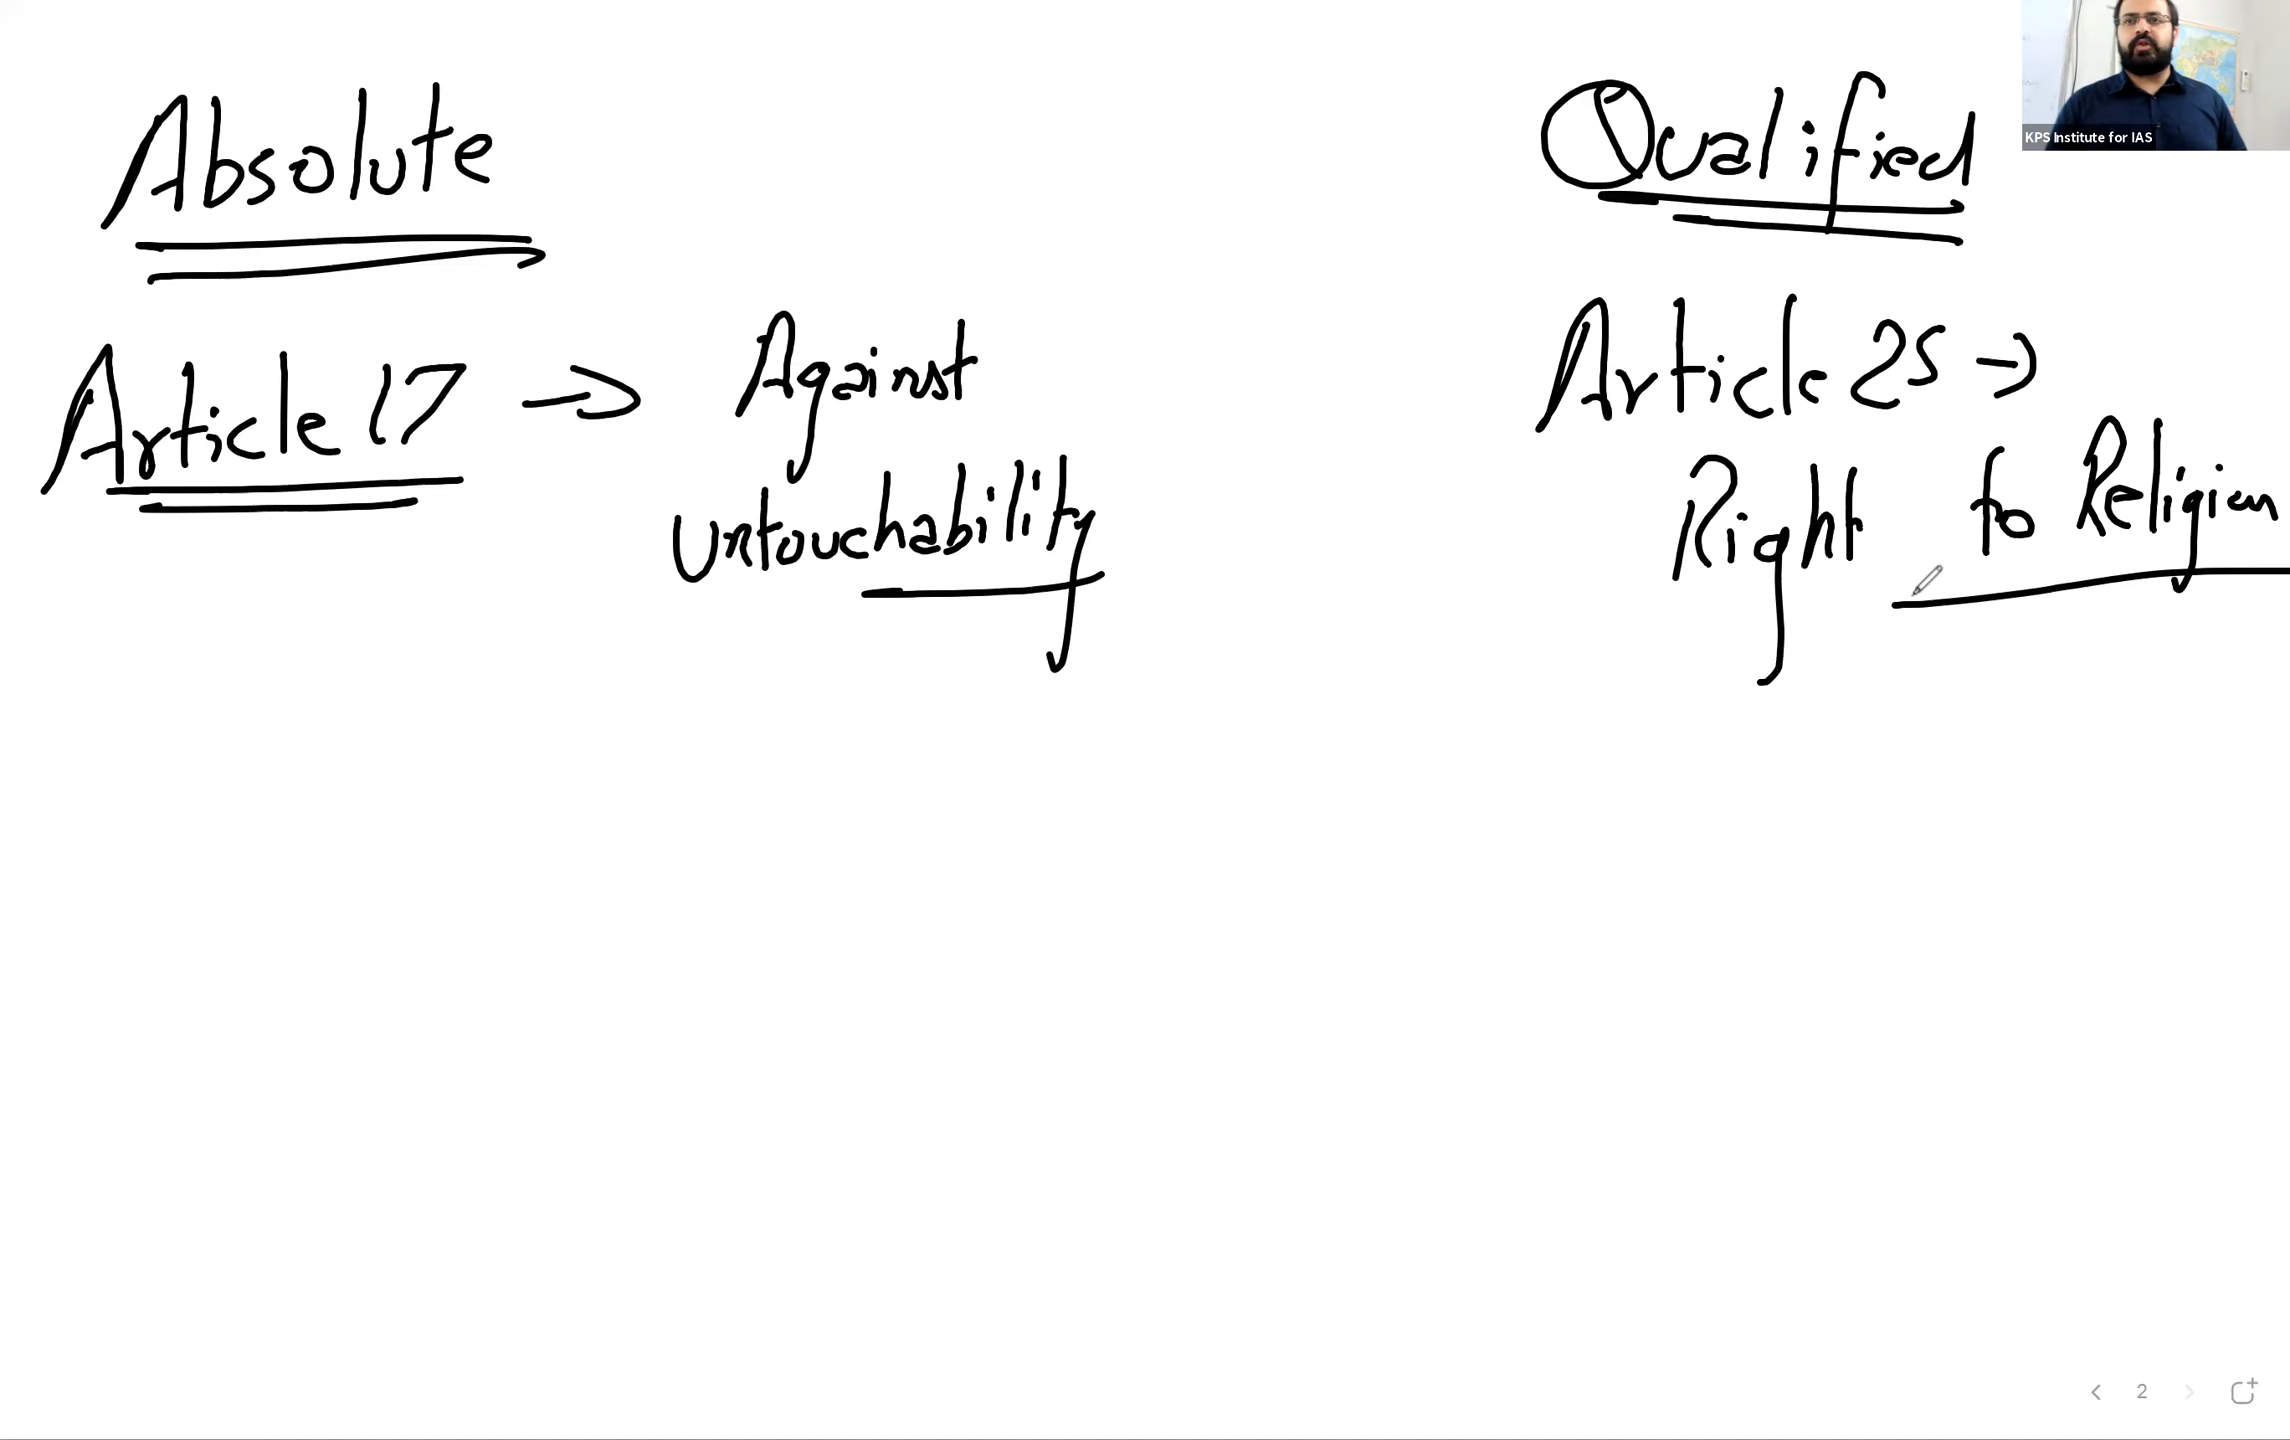 Absolute
Article 17 → Against
untouchability
Qualified
Article 25 →
Right to Religion
KPS Institute for IAS
2